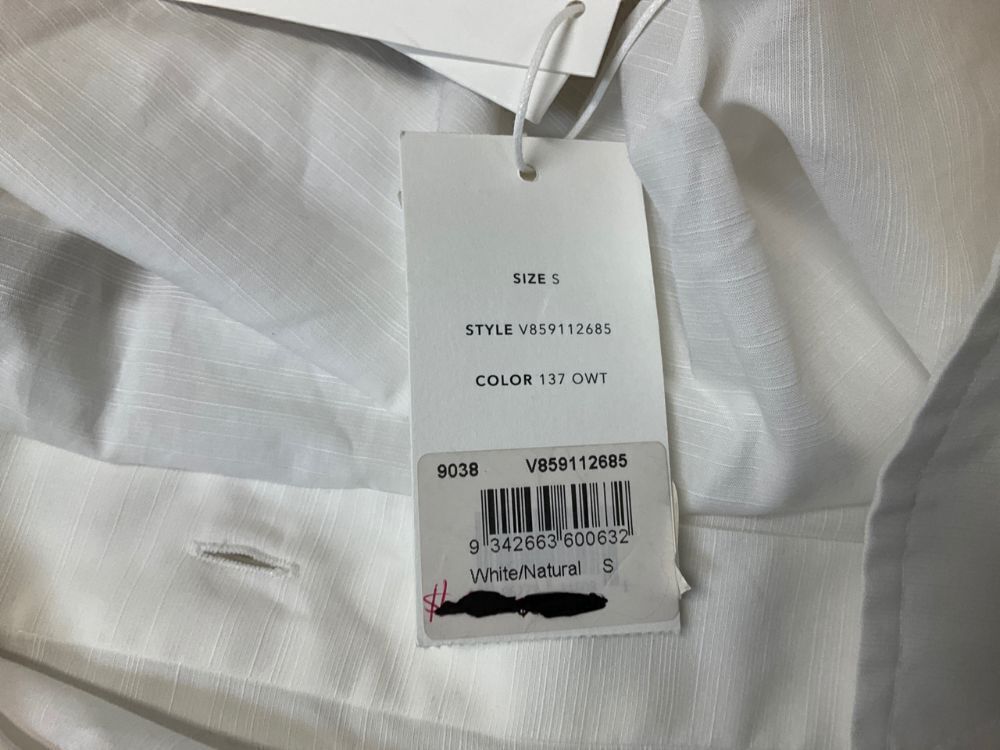 SIZE S
STYLE V859112685
COLOR 137 OWT
9038 V859112685
9 342663 600632
White/Natural S
$